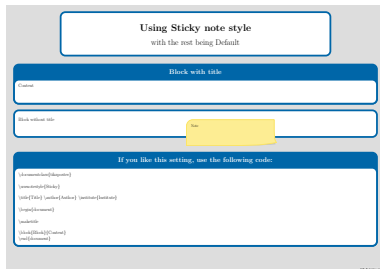 Using Sticky note style
with the rest being Default
Block with title
Content
Block without title
Note
If you like this setting, use the following code:
\documentclass{tikzposter}
\usenotestyle{Sticky}
\title{Title} \author{Author} \institute{Institute}
\begin{document}
\maketitle
\block{Block}{Content}
\end{document}